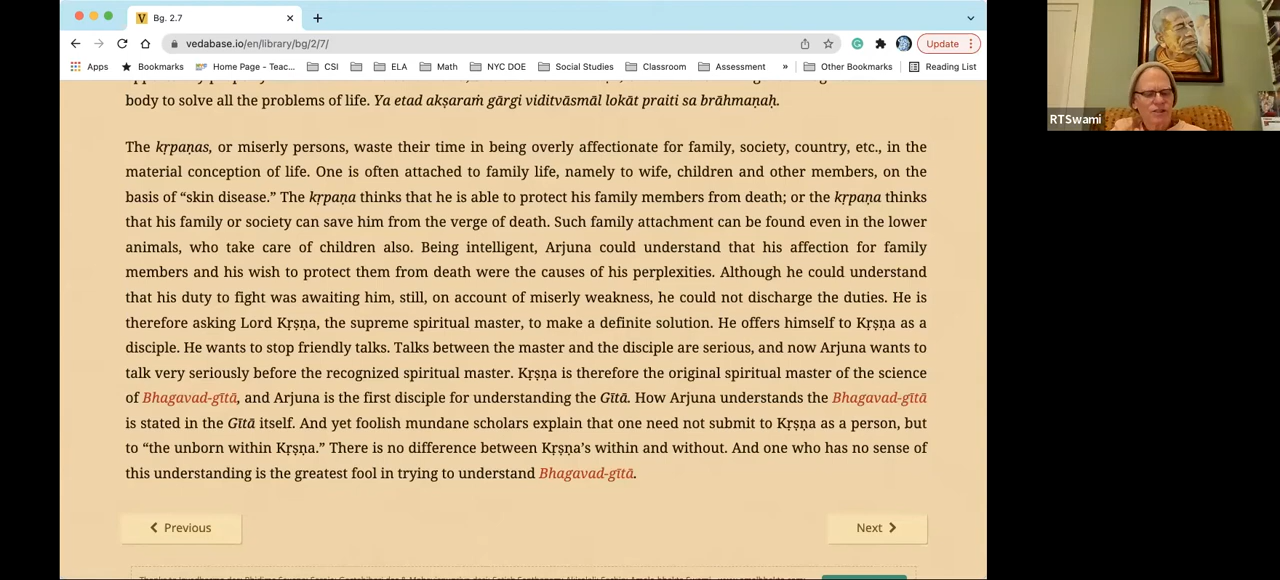 Bg. 2.7
vedabase.io/en/library/bg/2/7/
Update
Apps
Bookmarks
Home Page - Teac...
CSI
ELA
Math
NYC DOE
Social Studies
Classroom
Assessment
»
Other Bookmarks
Reading List
body to solve all the problems of life. Ya etad akṣaraṁ gārgi viditvāsmāl lokāt praiti sa brāhmaṇaḥ.
The kṛpaṇas, or miserly persons, waste their time in being overly affectionate for family, society, country, etc., in the
material conception of life. One is often attached to family life, namely to wife, children and other members, on the
basis of “skin disease.” The kṛpaṇa thinks that he is able to protect his family members from death; or the kṛpaṇa thinks
that his family or society can save him from the verge of death. Such family attachment can be found even in the lower
animals, who take care of children also. Being intelligent, Arjuna could understand that his affection for family
members and his wish to protect them from death were the causes of his perplexities. Although he could understand
that his duty to fight was awaiting him, still, on account of miserly weakness, he could not discharge the duties. He is
therefore asking Lord Kṛṣṇa, the supreme spiritual master, to make a definite solution. He offers himself to Kṛṣṇa as a
disciple. He wants to stop friendly talks. Talks between the master and the disciple are serious, and now Arjuna wants to
talk very seriously before the recognized spiritual master. Kṛṣṇa is therefore the original spiritual master of the science
of Bhagavad-gītā, and Arjuna is the first disciple for understanding the Gītā. How Arjuna understands the Bhagavad-gītā
is stated in the Gītā itself. And yet foolish mundane scholars explain that one need not submit to Kṛṣṇa as a person, but
to “the unborn within Kṛṣṇa.” There is no difference between Kṛṣṇa’s within and without. And one who has no sense of
this understanding is the greatest fool in trying to understand Bhagavad-gītā.
Previous
Next
RTSwami